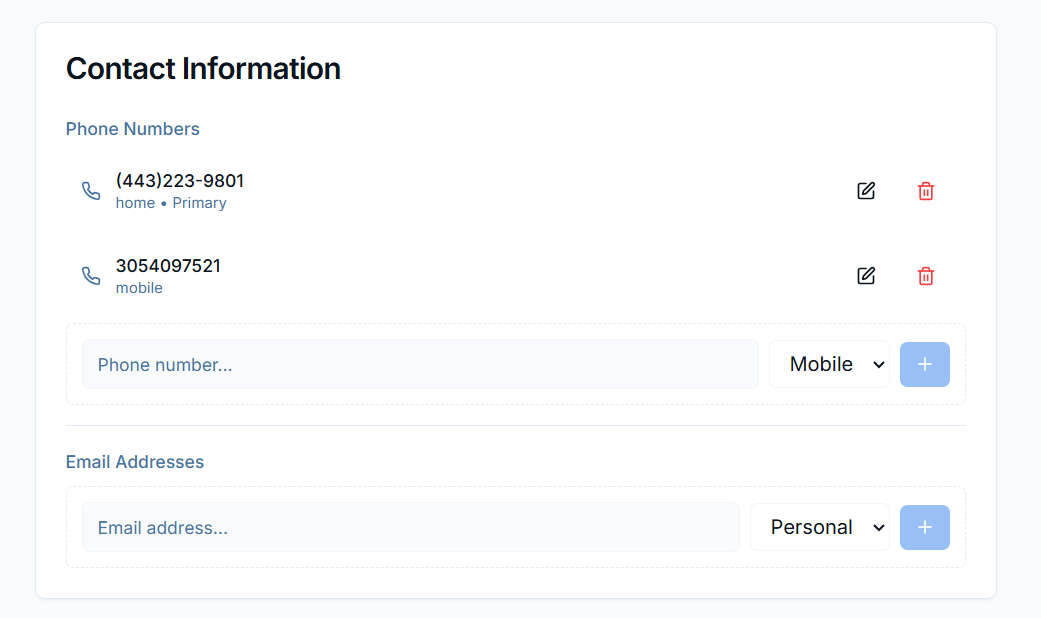 Contact Information
Phone Numbers
(443)223-9801
home • Primary
3054097521
mobile
Phone number...
Mobile
Email Addresses
Email address...
Personal